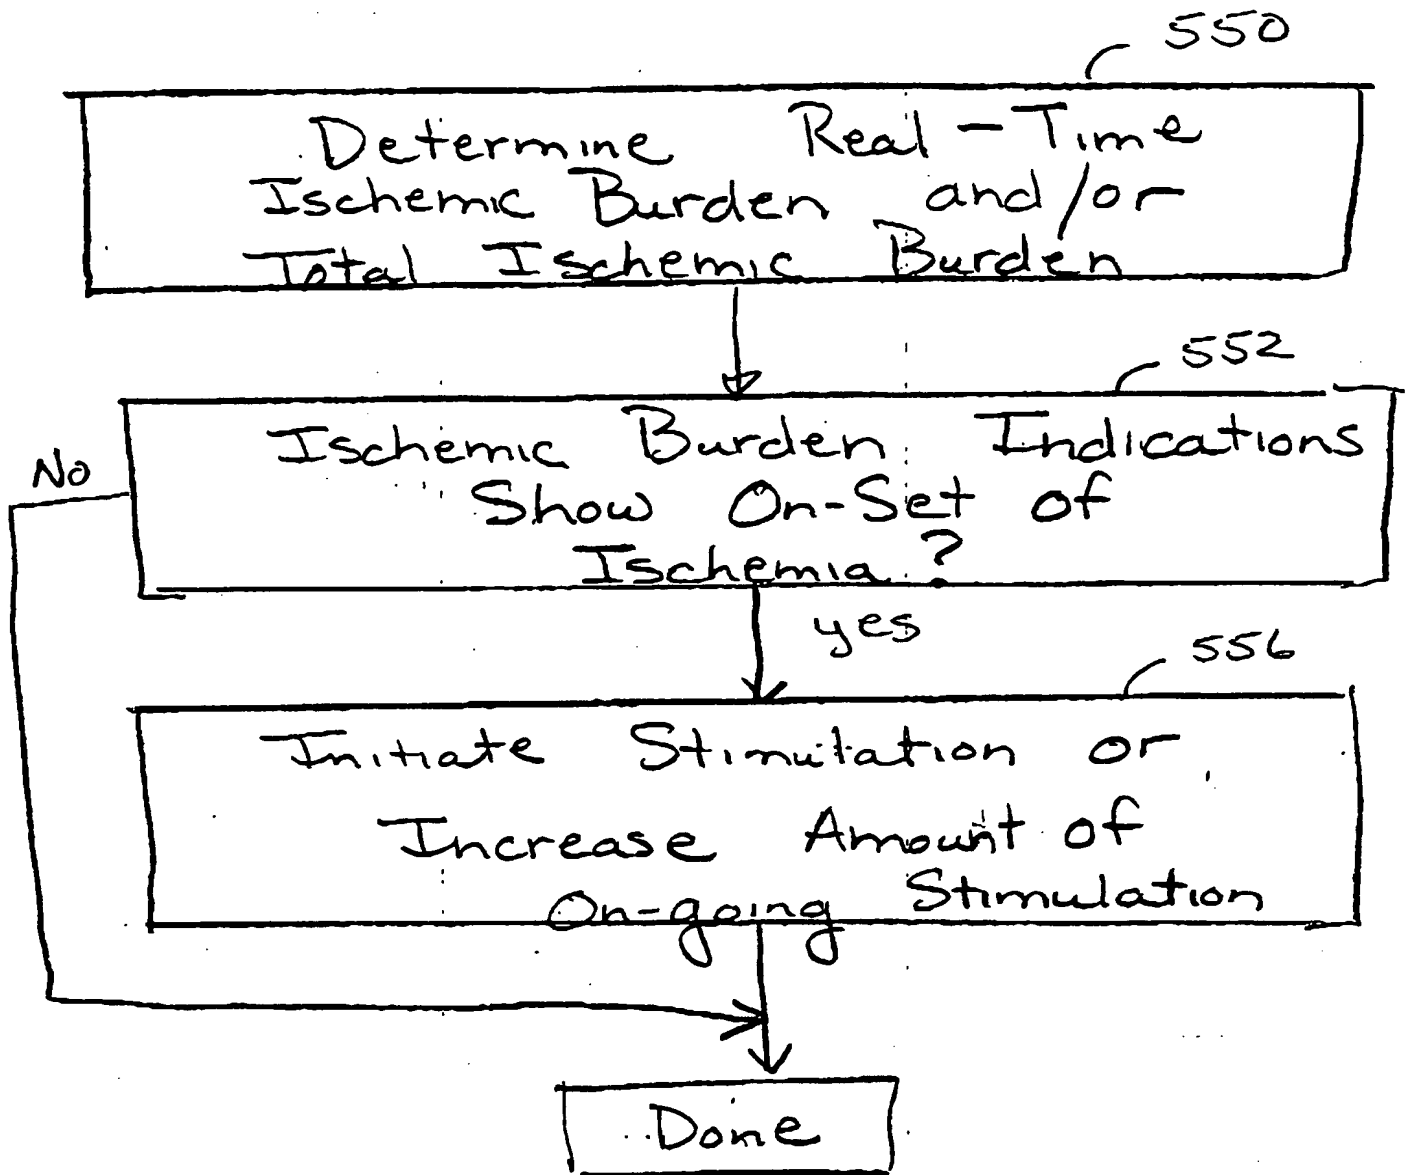 550
Determine Real-Time
Ischemic Burden and/or
Total Ischemic Burden
552
Ischemic Burden Indications
No
Show On-Set of
Ischemia?
yes
556
Initiate Stimulation or
Increase Amount of
On-going Stimulation
Done